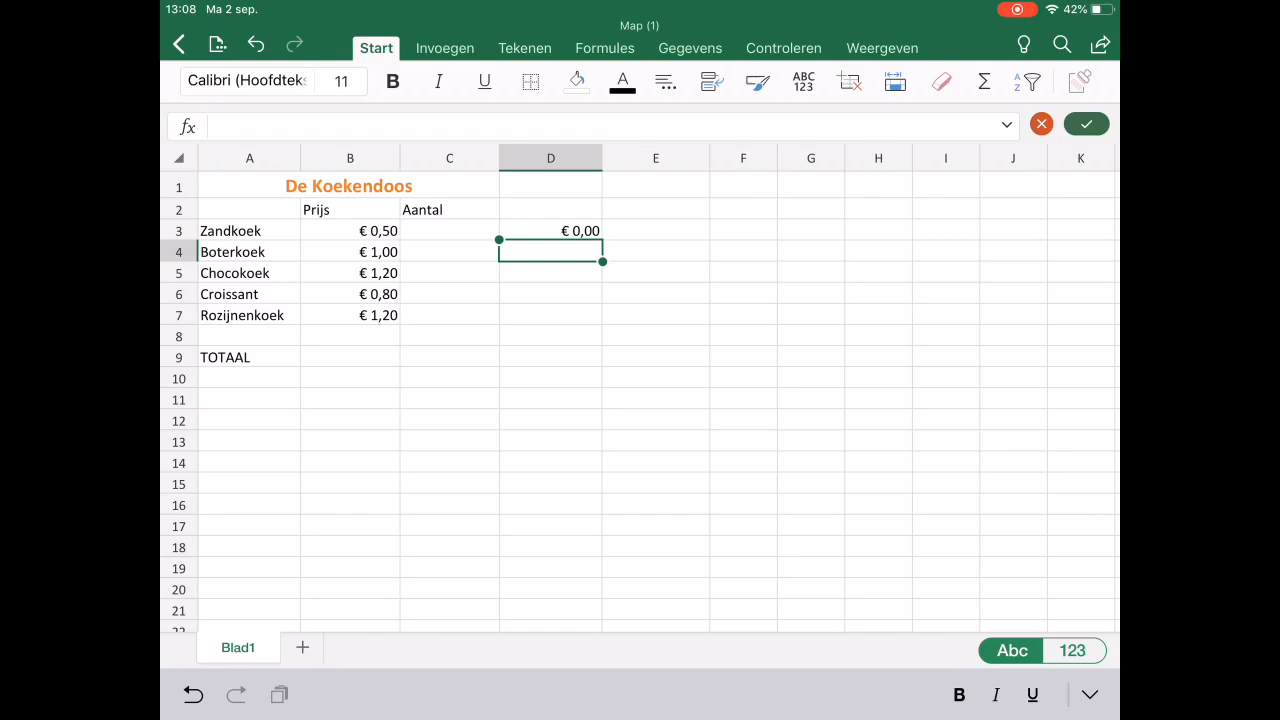 13:08 Ma 2 sep. 42%
Map (1)
Start Invoegen Tekenen Formules Gegevens Controleren Weergeven
Calibri (Hoofdteks 11 B I U A ABC 123 Σ A Z
fx
A B C D E F G H I J K
1 De Koekendoos
2 Prijs Aantal
3 Zandkoek € 0,50 € 0,00
4 Boterkoek € 1,00
5 Chocokoek € 1,20
6 Croissant € 0,80
7 Rozijnenkoek € 1,20
8
9 TOTAAL
10
11
12
13
14
15
16
17
18
19
20
21
22
Blad1 + Abc 123
B I U